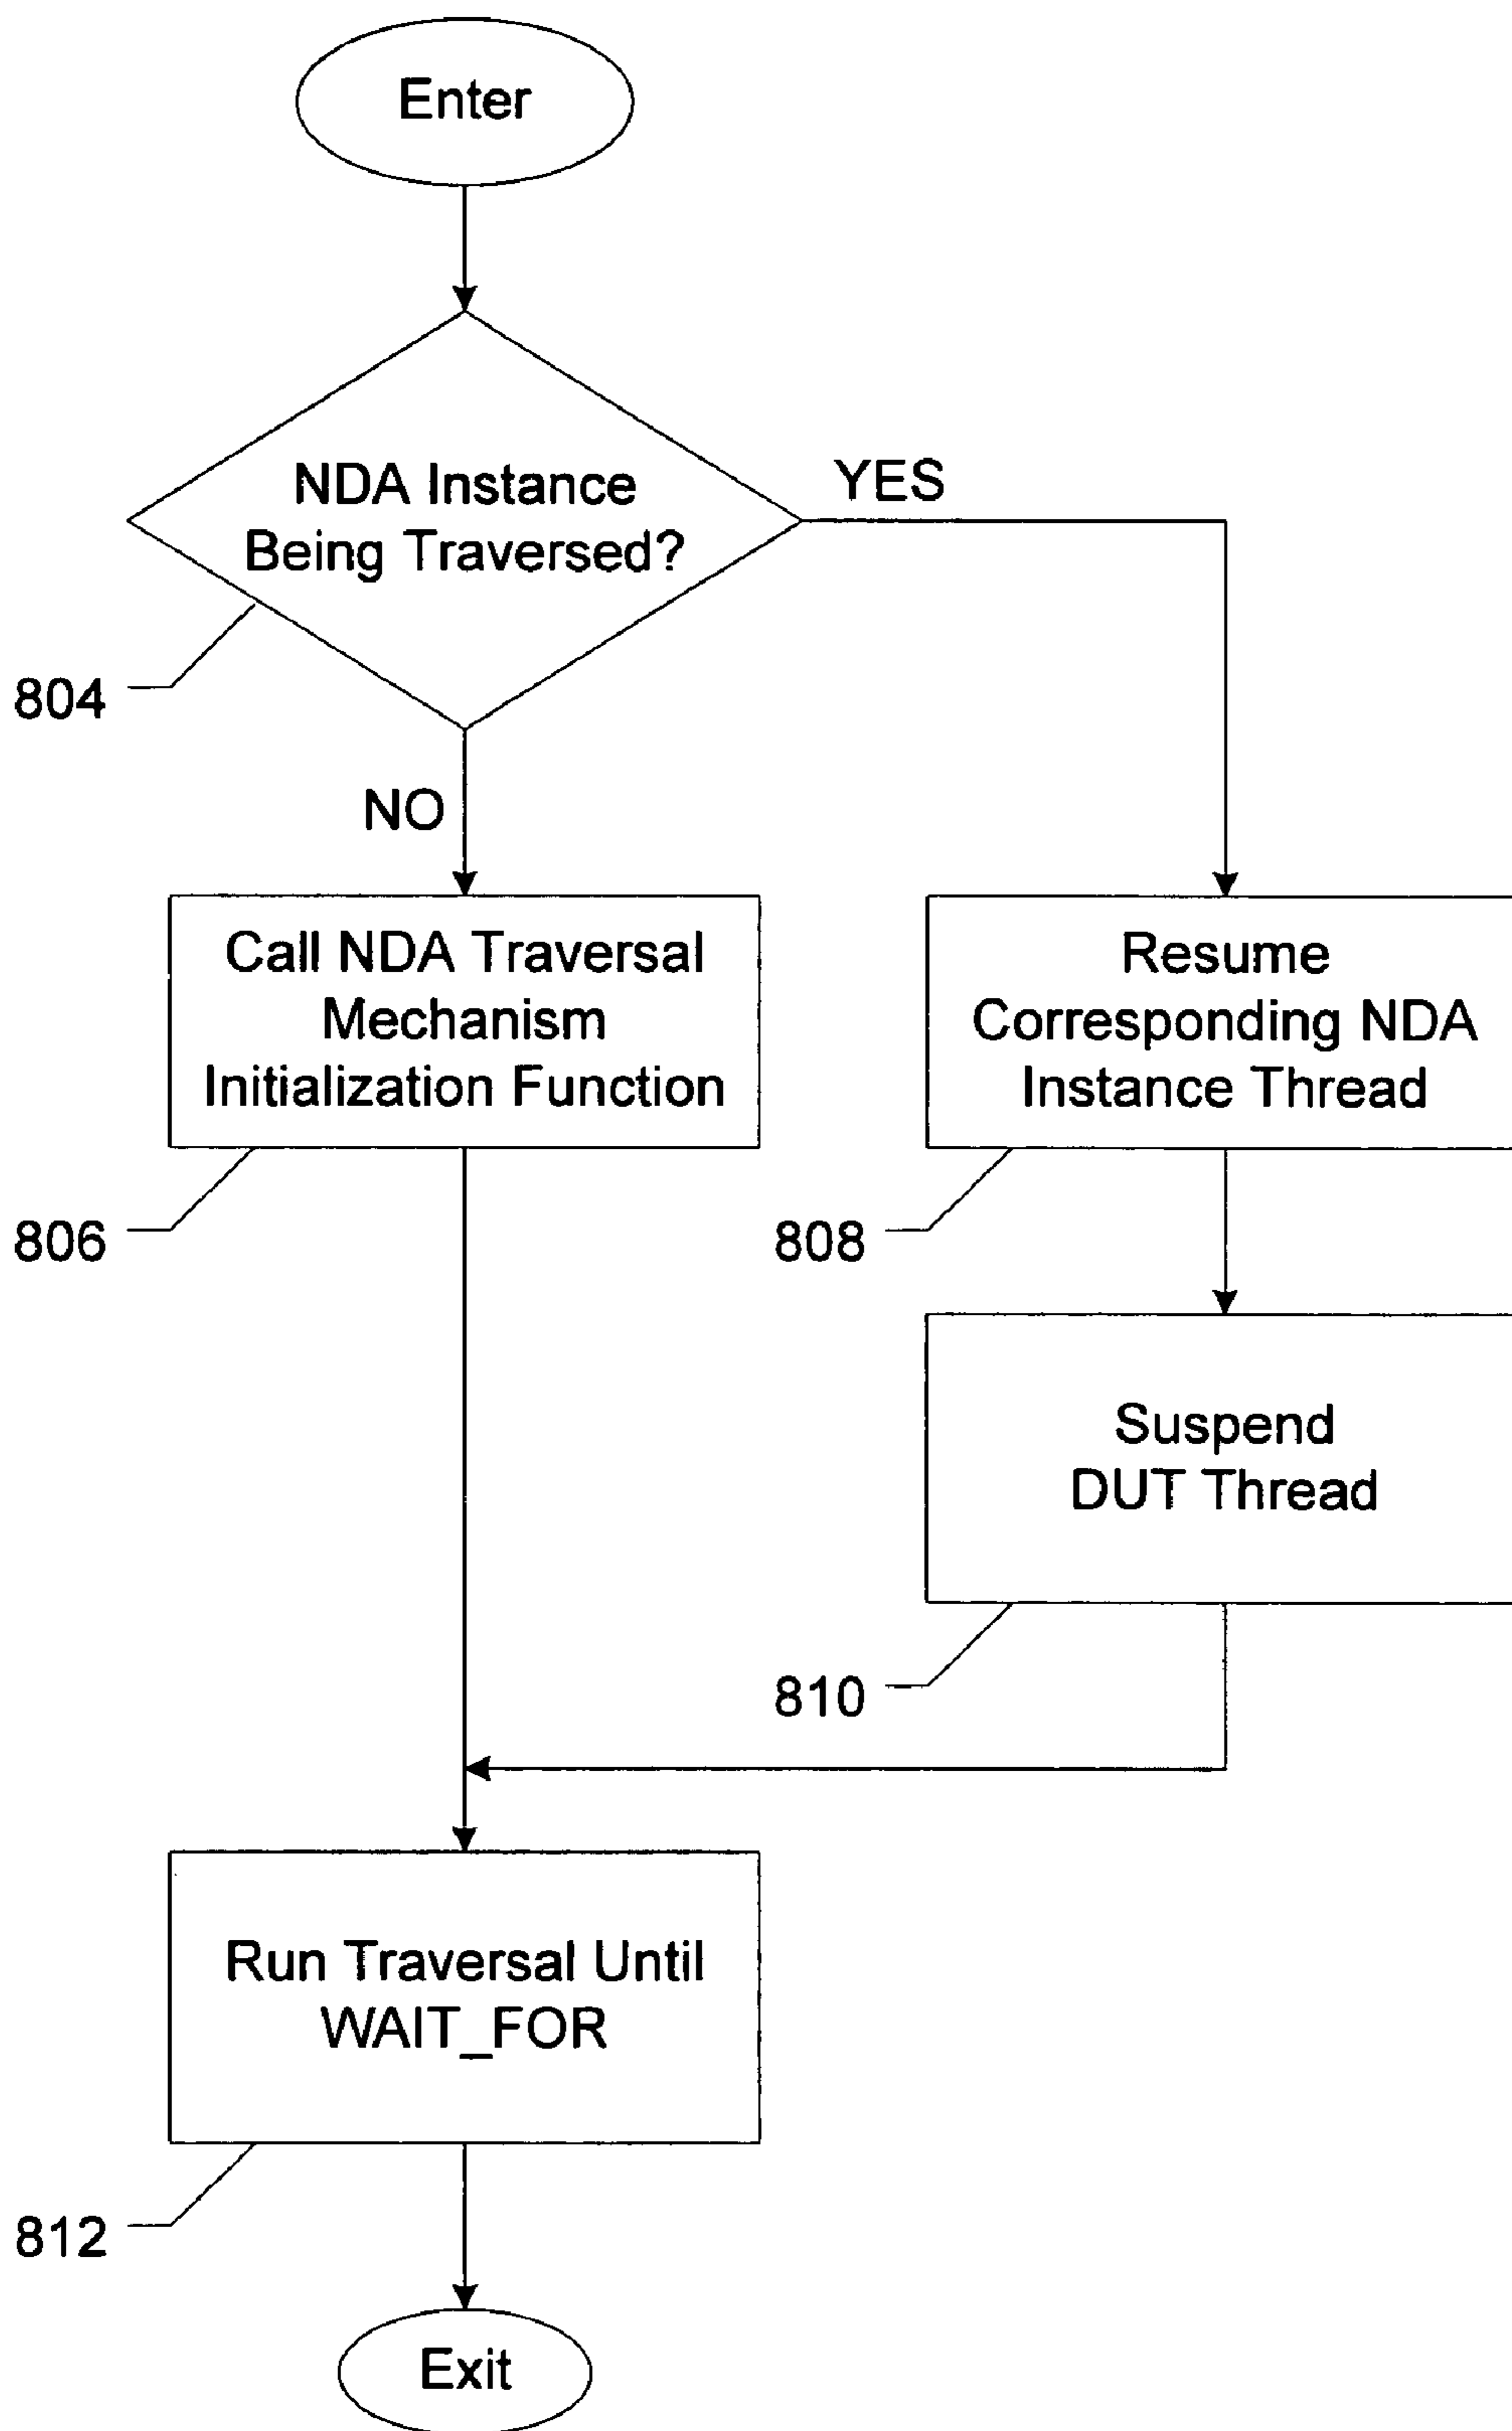 Enter
NDA Instance
Being Traversed?
YES
804
NO
Call NDA Traversal
Mechanism
Initialization Function
806
Resume
Corresponding NDA
Instance Thread
808
Suspend
DUT Thread
810
Run Traversal Until
WAIT_FOR
812
Exit